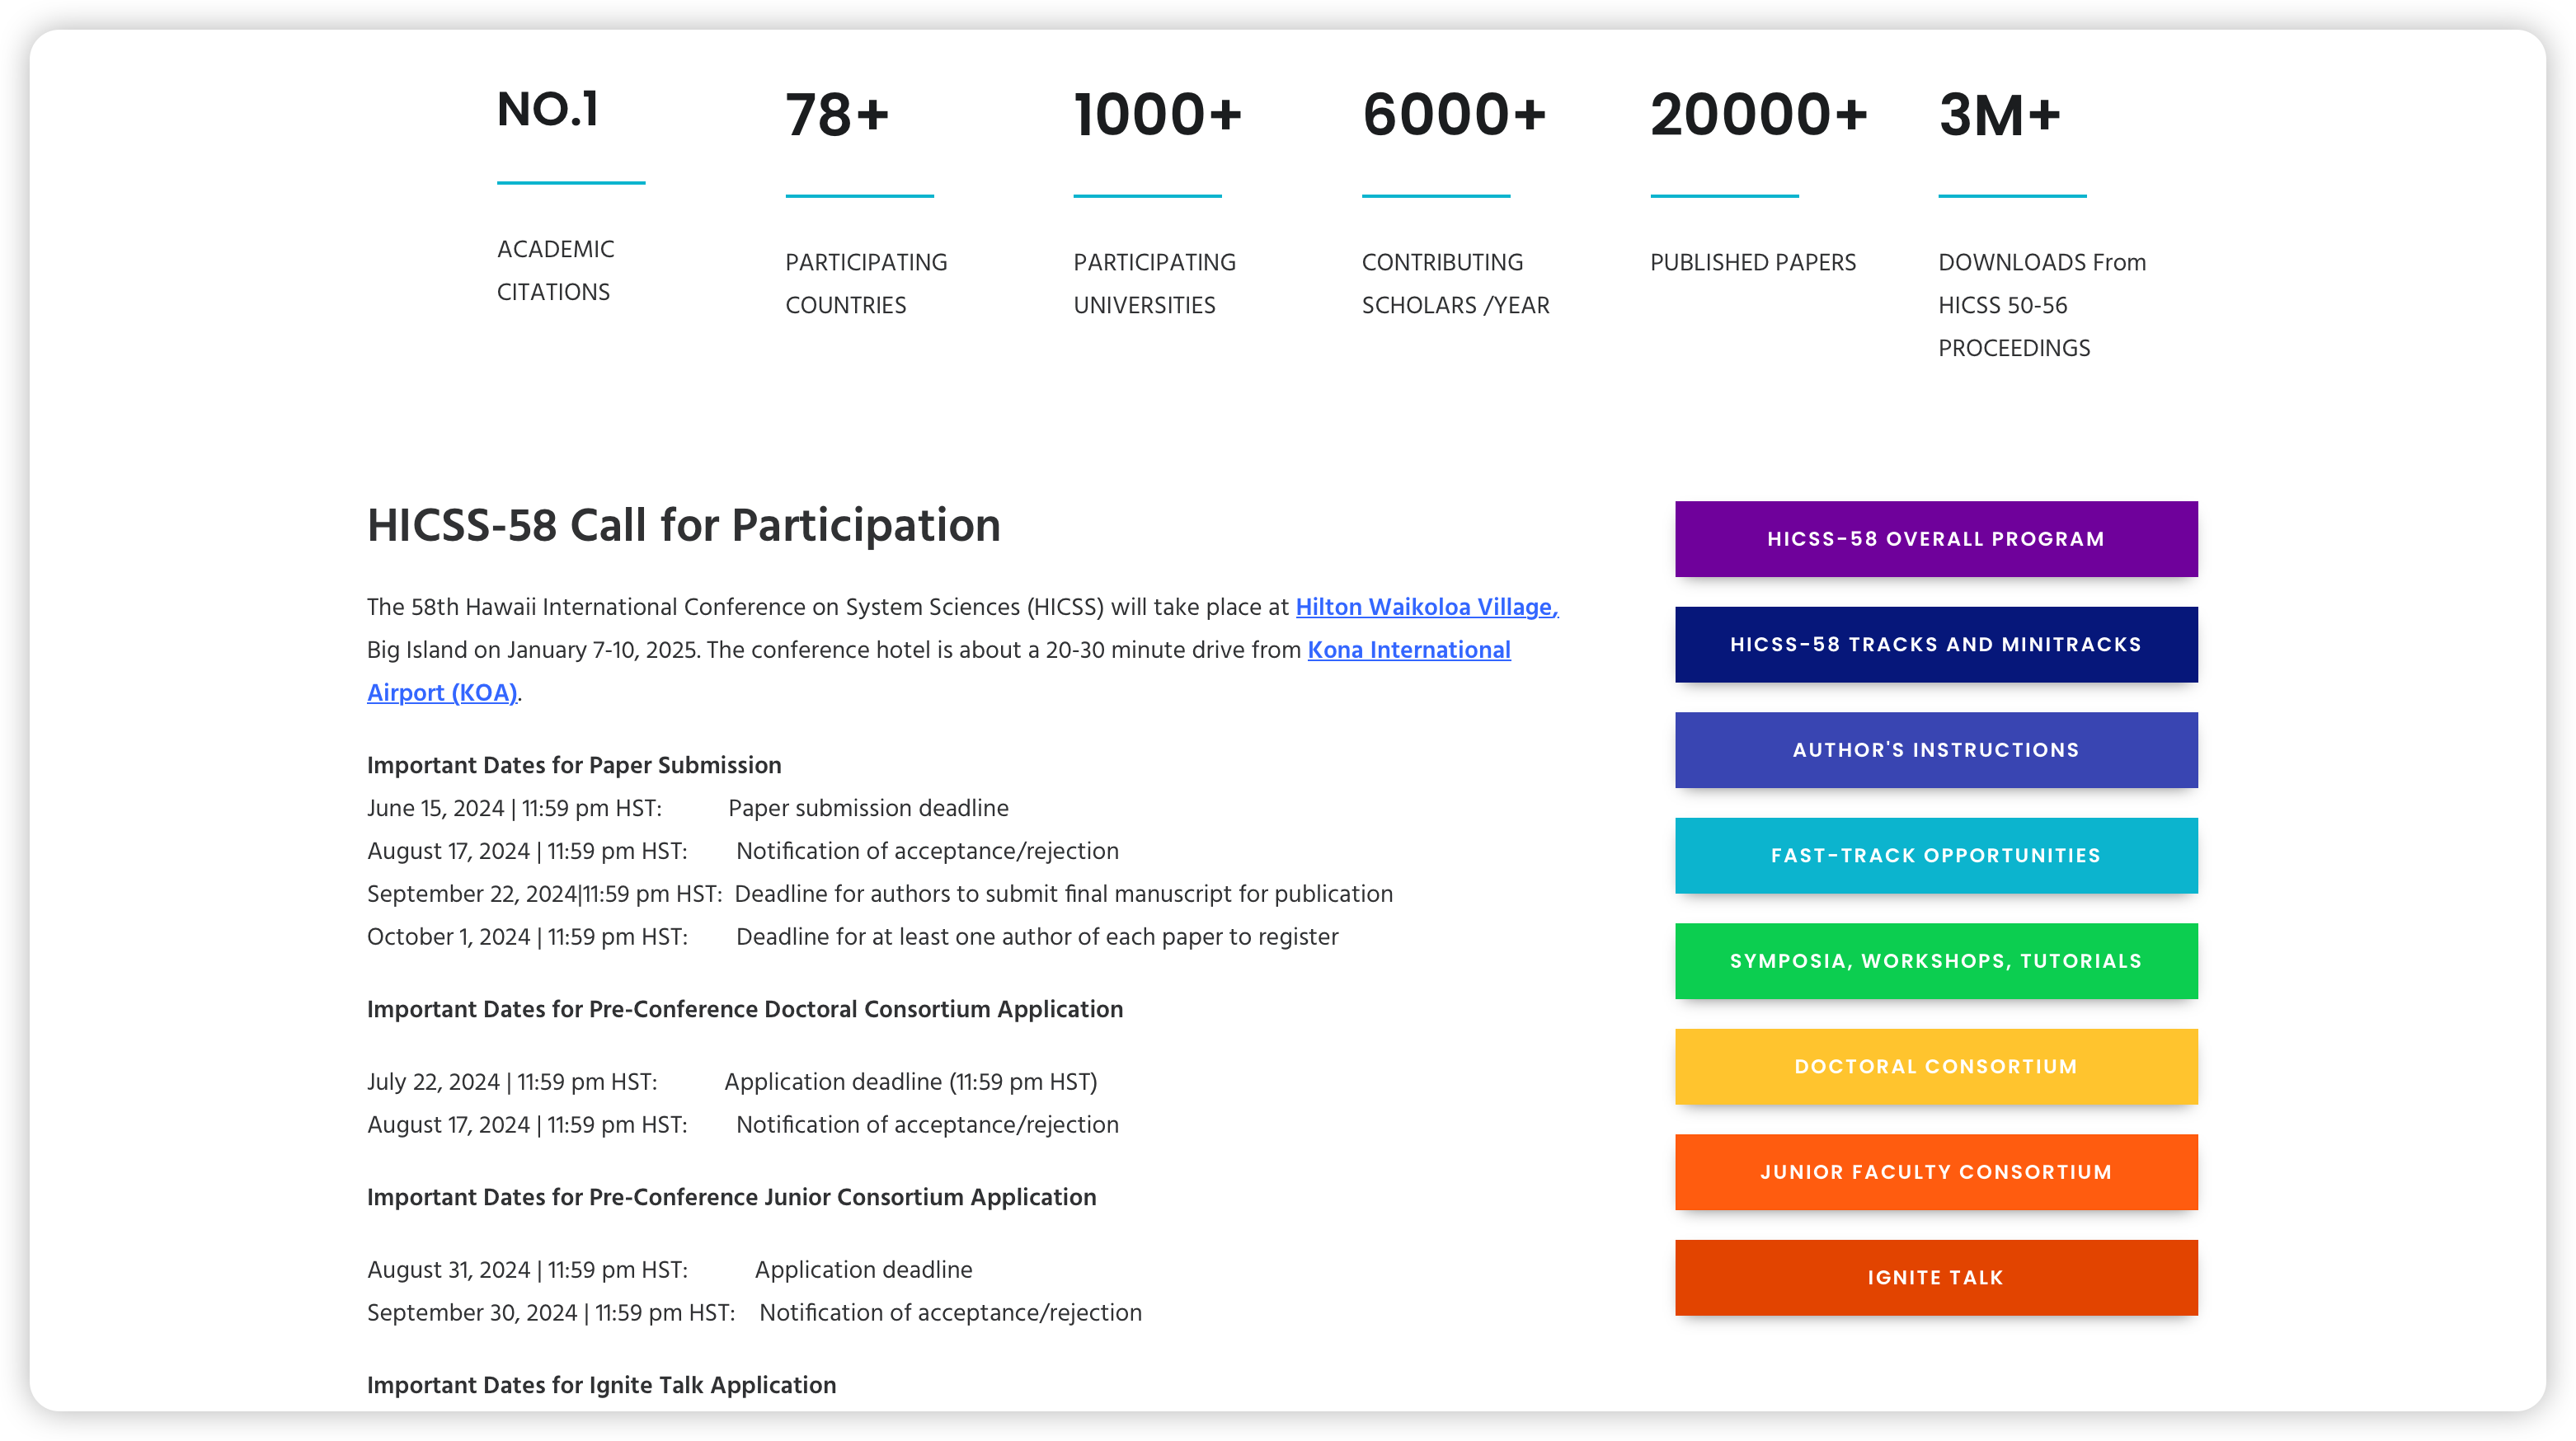 NO.1
78+
1000+
6000+
20000+
3M+
ACADEMIC
CITATIONS
PARTICIPATING
COUNTRIES
PARTICIPATING
UNIVERSITIES
CONTRIBUTING
SCHOLARS /YEAR
PUBLISHED PAPERS
DOWNLOADS From
HICSS 50-56
PROCEEDINGS
HICSS-58 Call for Participation
The 58th Hawaii International Conference on System Sciences (HICSS) will take place at Hilton Waikoloa Village,
Big Island on January 7-10, 2025. The conference hotel is about a 20-30 minute drive from Kona International
Airport (KOA).
Important Dates for Paper Submission
June 15, 2024 | 11:59 pm HST: Paper submission deadline
August 17, 2024 | 11:59 pm HST: Notification of acceptance/rejection
September 22, 2024|11:59 pm HST: Deadline for authors to submit final manuscript for publication
October 1, 2024 | 11:59 pm HST: Deadline for at least one author of each paper to register
Important Dates for Pre-Conference Doctoral Consortium Application
July 22, 2024 | 11:59 pm HST: Application deadline (11:59 pm HST)
August 17, 2024 | 11:59 pm HST: Notification of acceptance/rejection
Important Dates for Pre-Conference Junior Consortium Application
August 31, 2024 | 11:59 pm HST: Application deadline
September 30, 2024 | 11:59 pm HST: Notification of acceptance/rejection
Important Dates for Ignite Talk Application
HICSS-58 OVERALL PROGRAM
HICSS-58 TRACKS AND MINITRACKS
AUTHOR'S INSTRUCTIONS
FAST-TRACK OPPORTUNITIES
SYMPOSIA, WORKSHOPS, TUTORIALS
DOCTORAL CONSORTIUM
JUNIOR FACULTY CONSORTIUM
IGNITE TALK